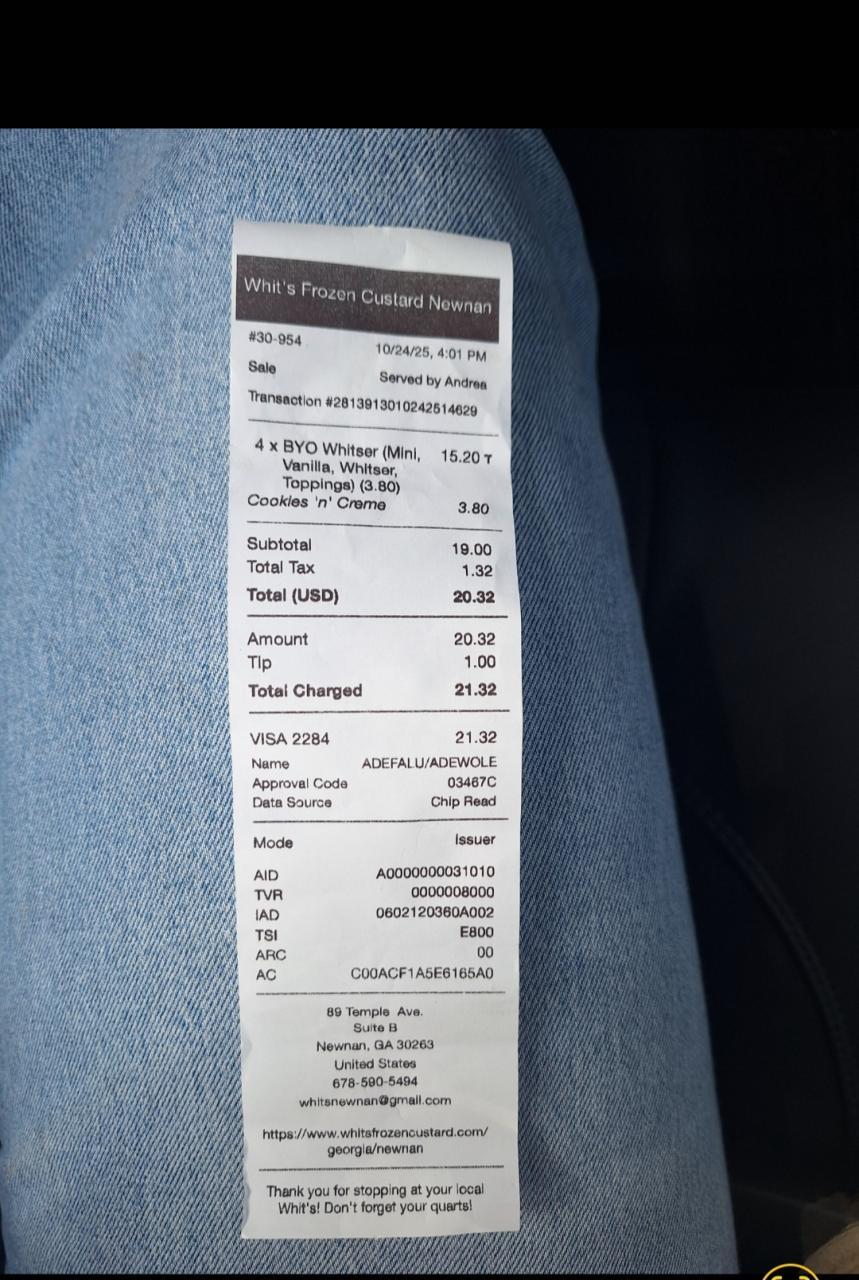 Whit's Frozen Custard Newnan
#30-954 10/24/25, 4:01 PM
Sale Served by Andrea
Transaction #2813913010242514629
4 x BYO Whitser (Mini, 15.20 T
Vanilla, Whitser,
Toppings) (3.80)
Cookies 'n' Creme 3.80
Subtotal 19.00
Total Tax 1.32
Total (USD) 20.32
Amount 20.32
Tip 1.00
Total Charged 21.32
VISA 2284 21.32
Name ADEFALU/ADEWOLE
Approval Code 03467C
Data Source Chip Read
Mode Issuer
AID A0000000031010
TVR 0000008000
IAD 0602120360A002
TSI E800
ARC 00
AC C00ACF1A5E6165A0
89 Temple Ave.
Suite B
Newnan, GA 30263
United States
678-590-5494
whitsnewnan@gmail.com
https://www.whitsfrozencustard.com/
georgia/newnan
Thank you for stopping at your local
Whit's! Don't forget your quarts!